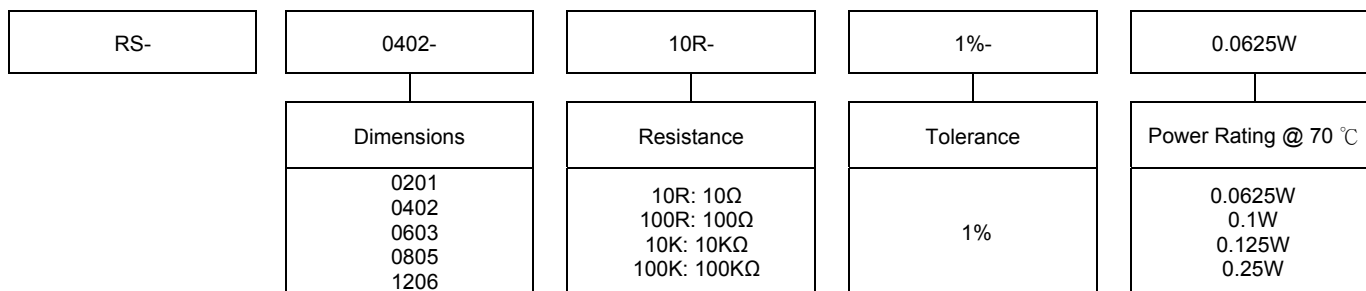 RS-
0402-
10R-
1%-
0.0625W
Dimensions
Resistance
Tolerance
Power Rating @ 70 ℃
0201
0402
0603
0805
1206
10R: 10Ω
100R: 100Ω
10K: 10KΩ
100K: 100KΩ
1%
0.0625W
0.1W
0.125W
0.25W